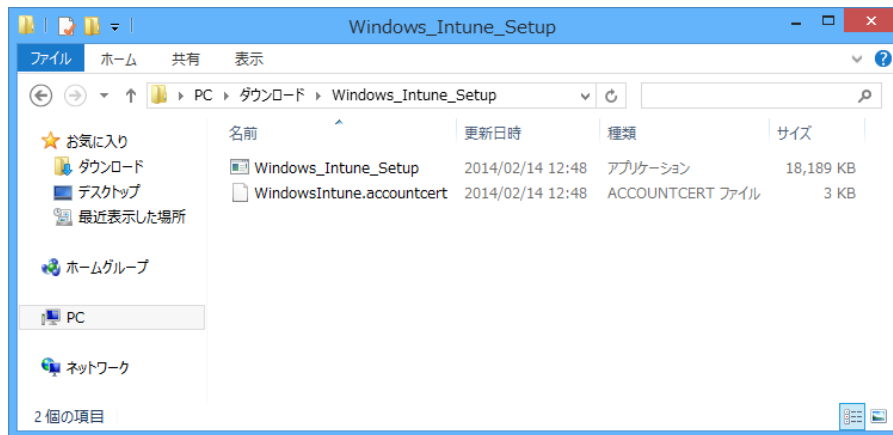 Windows_Intune_Setup
ファイル ホーム 共有 表示
PC ダウンロード Windows_Intune_Setup
お気に入り
ダウンロード
デスクトップ
最近表示した場所
ホームグループ
PC
ネットワーク
名前 更新日時 種類 サイズ
Windows_Intune_Setup 2014/02/14 12:48 アプリケーション 18,189 KB
WindowsIntune.accountcert 2014/02/14 12:48 ACCOUNTCERT ファイル 3 KB
2 個の項目